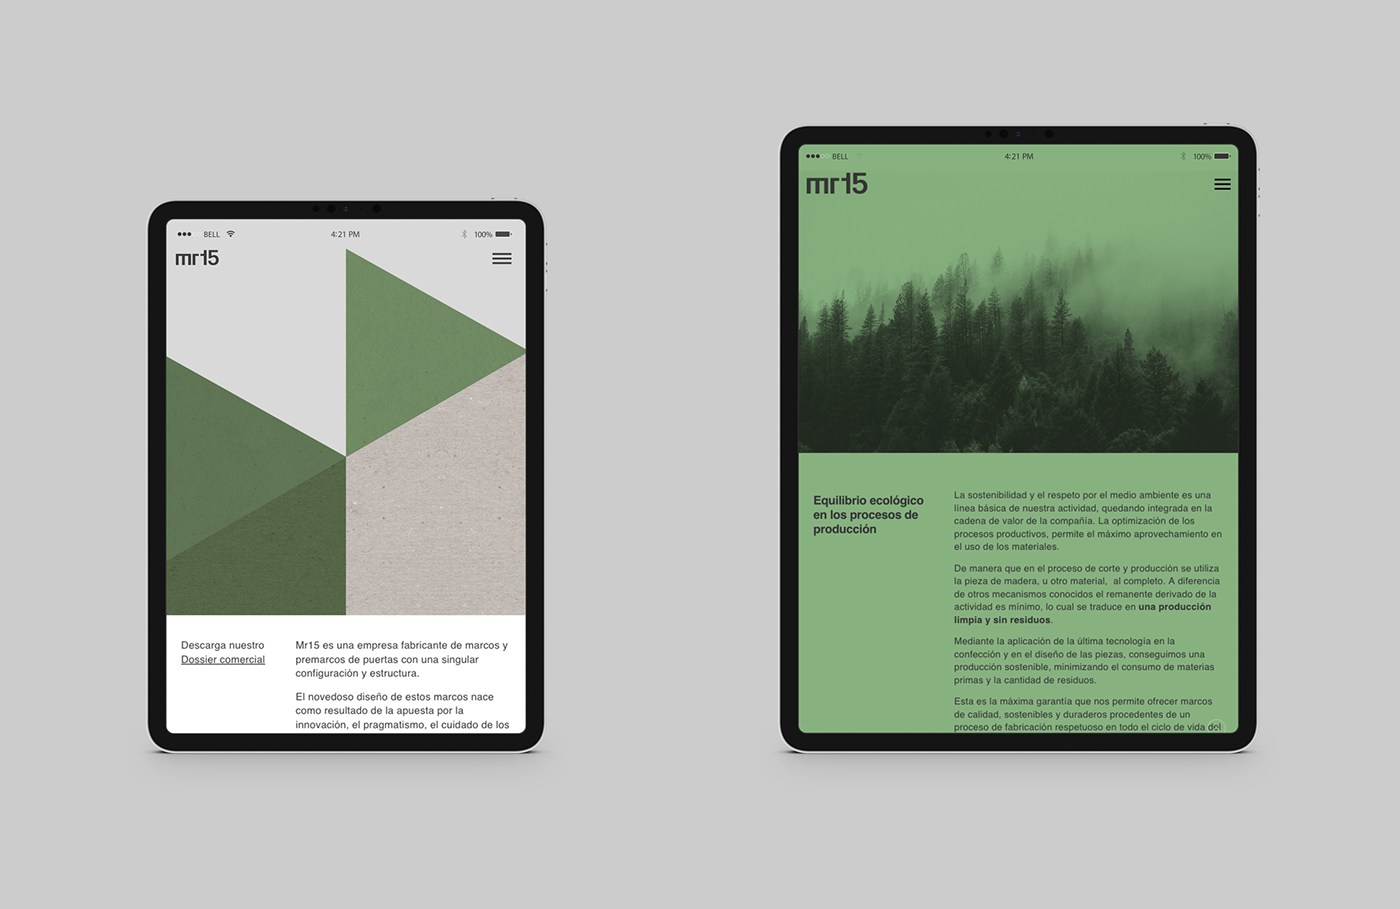 BELL
4:21 PM
100%
mr15
Descarga nuestro
Dossier comercial
Mr15 es una empresa fabricante de marcos y
premarcos de puertas con una singular
configuración y estructura.
El novedoso diseño de estos marcos nace
como resultado de la apuesta por la
innovación, el pragmatismo, el cuidado de los
BELL
4:21 PM
100%
mr15
Equilibrio ecológico
en los procesos de
producción
La sostenibilidad y el respeto por el medio ambiente es una
línea básica de nuestra actividad, quedando integrada en la
cadena de valor de la compañía. La optimización de los
procesos productivos, permite el máximo aprovechamiento en
el uso de los materiales.
De manera que en el proceso de corte y producción se utiliza
la pieza de madera, u otro material, al completo. A diferencia
de otros mecanismos conocidos el remanente derivado de la
actividad es mínimo, lo cual se traduce en una producción
limpia y sin residuos.
Mediante la aplicación de la última tecnología en la
confección y en el diseño de las piezas, conseguimos una
producción sostenible, minimizando el consumo de materias
primas y la cantidad de residuos.
Esta es la máxima garantía que nos permite ofrecer marcos
de calidad, sostenibles y duraderos procedentes de un
proceso de fabricación respetuoso en todo el ciclo de vida del